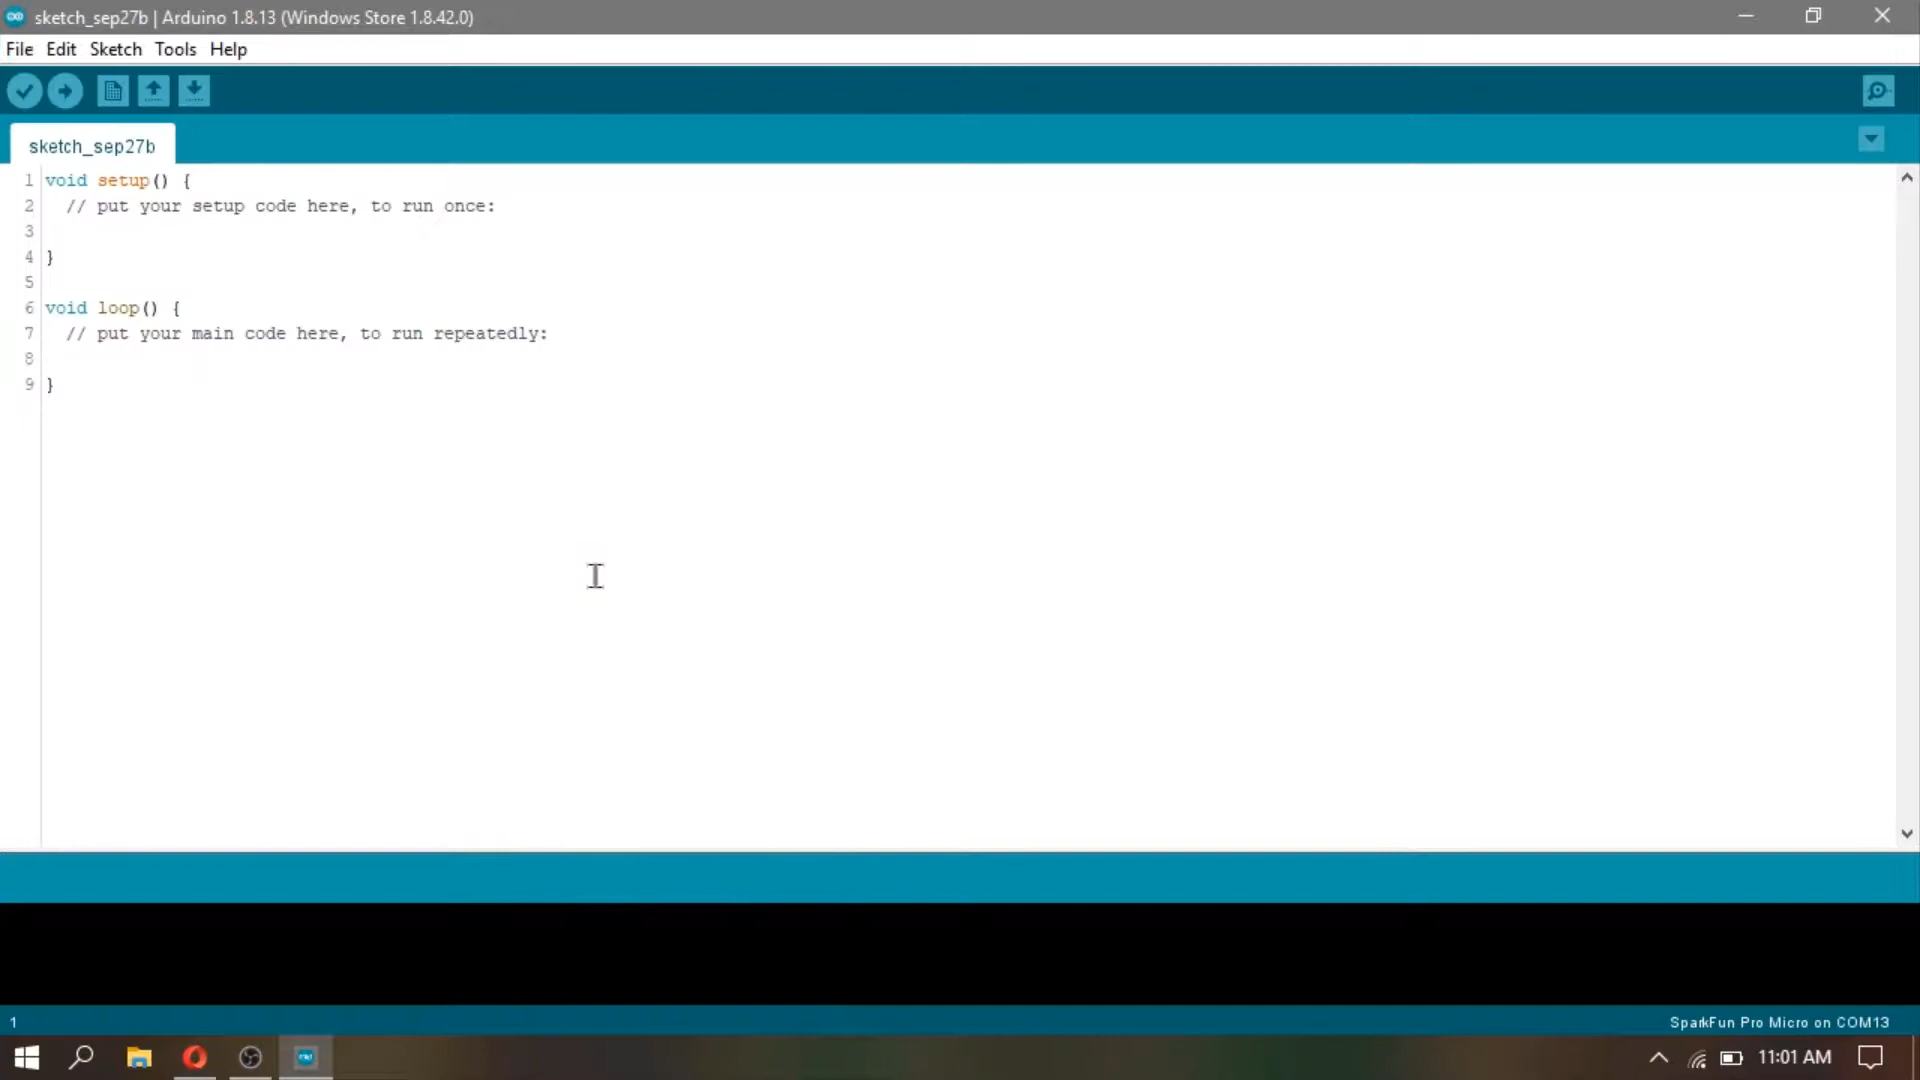 sketch_sep27b | Arduino 1.8.13 (Windows Store 1.8.42.0)
File Edit Sketch Tools Help
sketch_sep27b
1 void setup() {
2 // put your setup code here, to run once:
3
4 }
5
6 void loop() {
7 // put your main code here, to run repeatedly:
8
9 }
1
SparkFun Pro Micro on COM13
11:01 AM